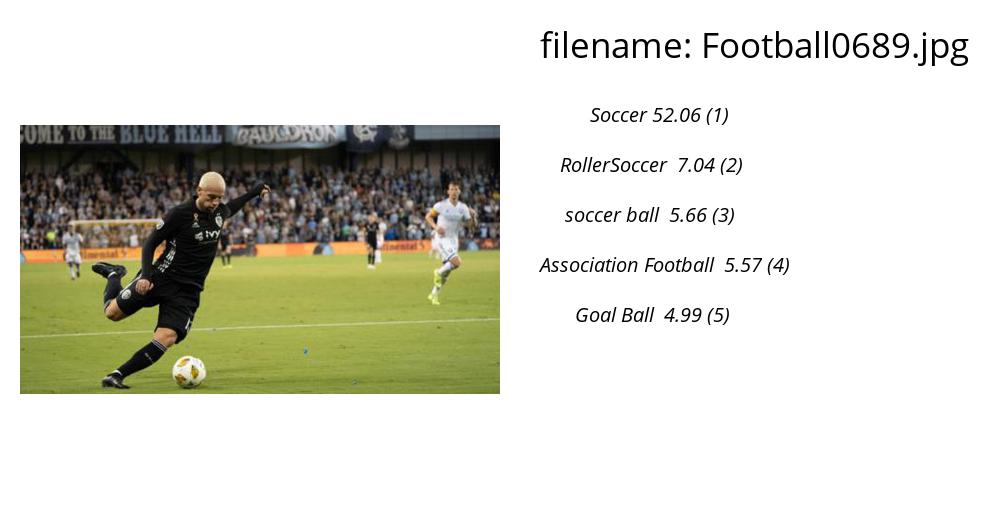 filename: Football0689.jpg
Soccer 52.06 (1)
RollerSoccer 7.04 (2)
soccer ball 5.66 (3)
Association Football 5.57 (4)
Goal Ball 4.99 (5)
COME TO THE BLUE HELL
CAULDRON
ivy
Continental